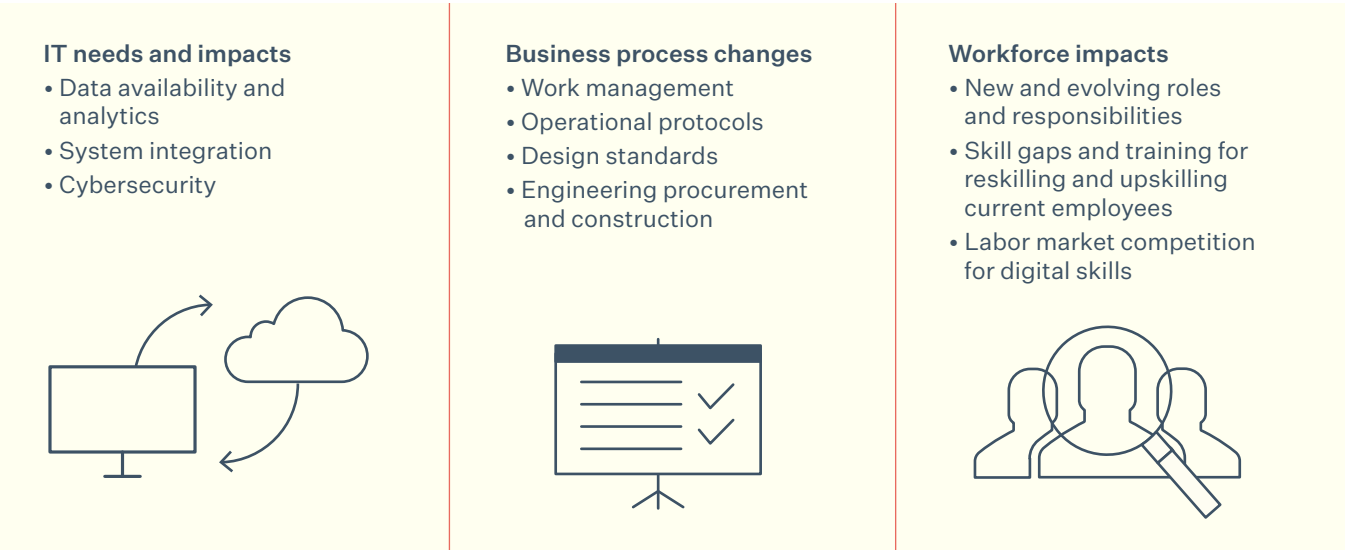 IT needs and impacts
• Data availability and
analytics
• System integration
• Cybersecurity
Business process changes
• Work management
• Operational protocols
• Design standards
• Engineering procurement
and construction
Workforce impacts
• New and evolving roles
and responsibilities
• Skill gaps and training for
reskilling and upskilling
current employees
• Labor market competition
for digital skills